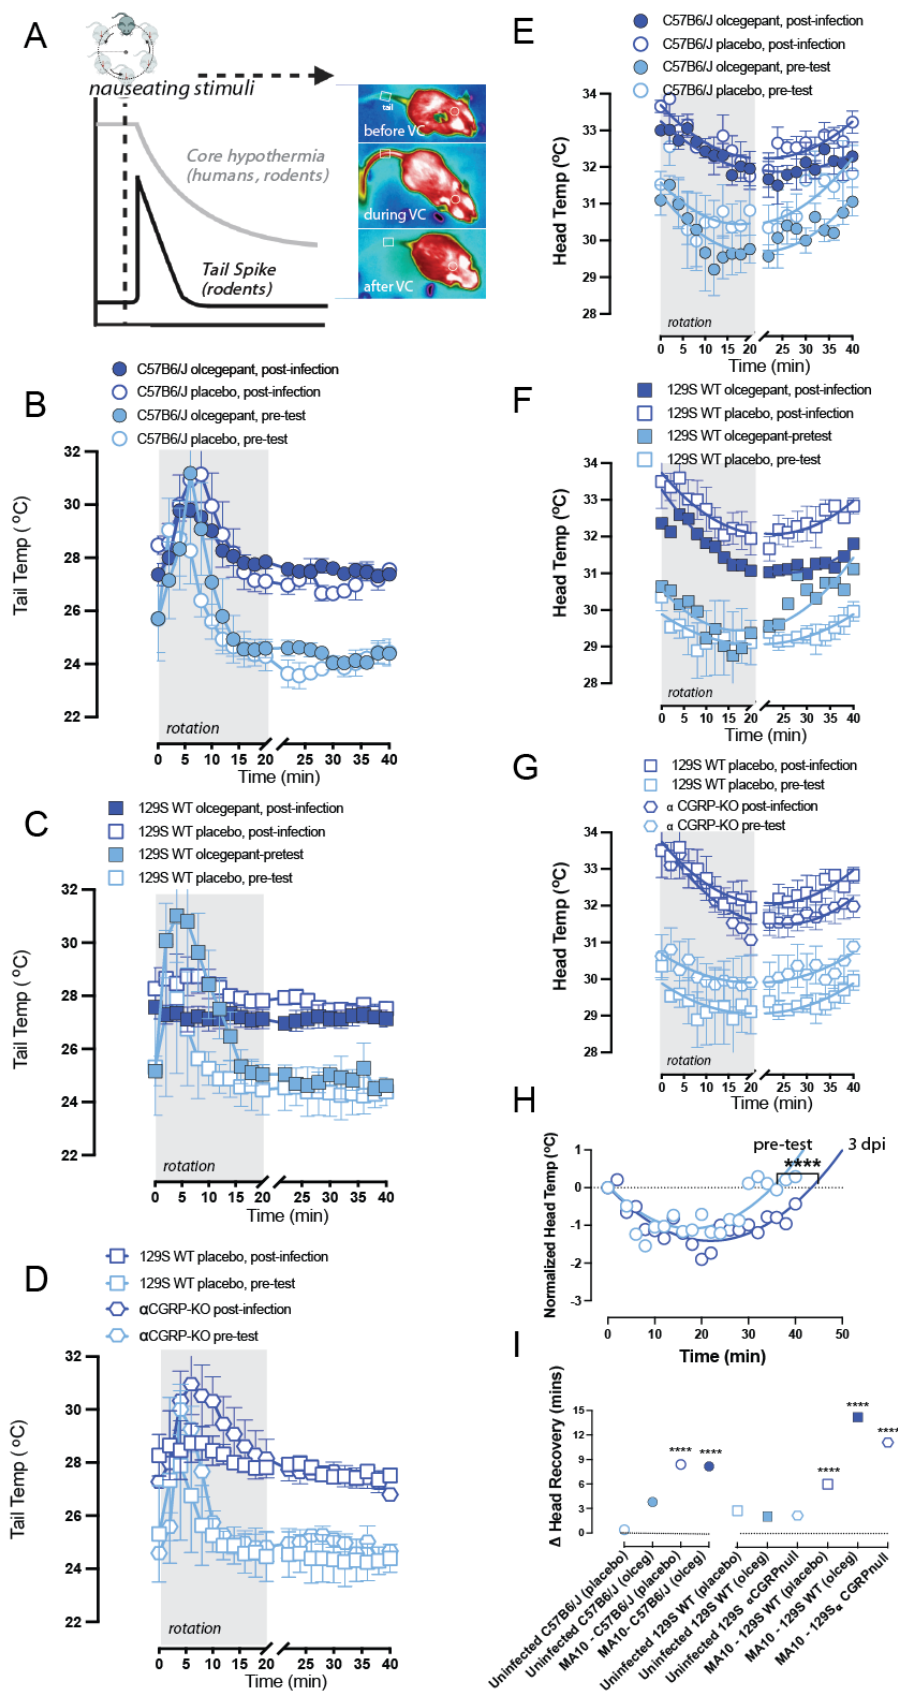 A
nauseating stimuli
Core hypothermia
(humans, rodents)
Tail Spike
(rodents)
tail
before VC
during VC
after VC
B
C57B6/J olcegepant, post-infection
C57B6/J placebo, post-infection
C57B6/J olcegepant, pre-test
C57B6/J placebo, pre-test
Tail Temp (°C)
32
30
28
26
24
22
rotation
0 5 10 15 20 30 40
Time (min)
C
129S WT olcegepant, post-infection
129S WT placebo, post-infection
129S WT olcegepant-pretest
129S WT placebo, pre-test
Tail Temp (°C)
32
30
28
26
24
22
rotation
0 5 10 15 20 30 40
Time (min)
D
129S WT placebo, post-infection
129S WT placebo, pre-test
αCGRP-KO post-infection
αCGRP-KO pre-test
Tail Temp (°C)
32
30
28
26
24
22
rotation
0 5 10 15 20 30 40
Time (min)
E
C57B6/J olcegepant, post-infection
C57B6/J placebo, post-infection
C57B6/J olcegepant, pre-test
C57B6/J placebo, pre-test
Head Temp (°C)
34
33
32
31
30
29
28
rotation
0 5 10 15 20 25 30 35 40
Time (min)
F
129S WT olcegepant, post-infection
129S WT placebo, post-infection
129S WT olcegepant-pretest
129S WT placebo, pre-test
Head Temp (°C)
34
33
32
31
30
29
28
rotation
0 5 10 15 20 25 30 35 40
Time (min)
G
129S WT placebo, post-infection
129S WT placebo, pre-test
α CGRP-KO post-infection
α CGRP-KO pre-test
Head Temp (°C)
34
33
32
31
30
29
28
rotation
0 5 10 15 20 25 30 35 40
Time (min)
H
pre-test 3 dpi
****
Normalized Head Temp (°C)
1
0
-1
-2
-3
0 10 20 30 40 50
Time (min)
I
Δ Head Recovery (mins)
15
12
9
6
3
0
**** **** **** **** ****
Uninfected C57B6/J (placebo)
Uninfected C57B6/J (olceg)
MA10 - C57B6/J (placebo)
MA10- C57B6/J (olceg)
Uninfected 129S WT (placebo)
Uninfected 129S WT (olceg)
Uninfected 129S αCGRPnull
MA10 - 129S WT (placebo)
MA10 - 129S WT (olceg)
MA10 - 129Sα CGRPnull